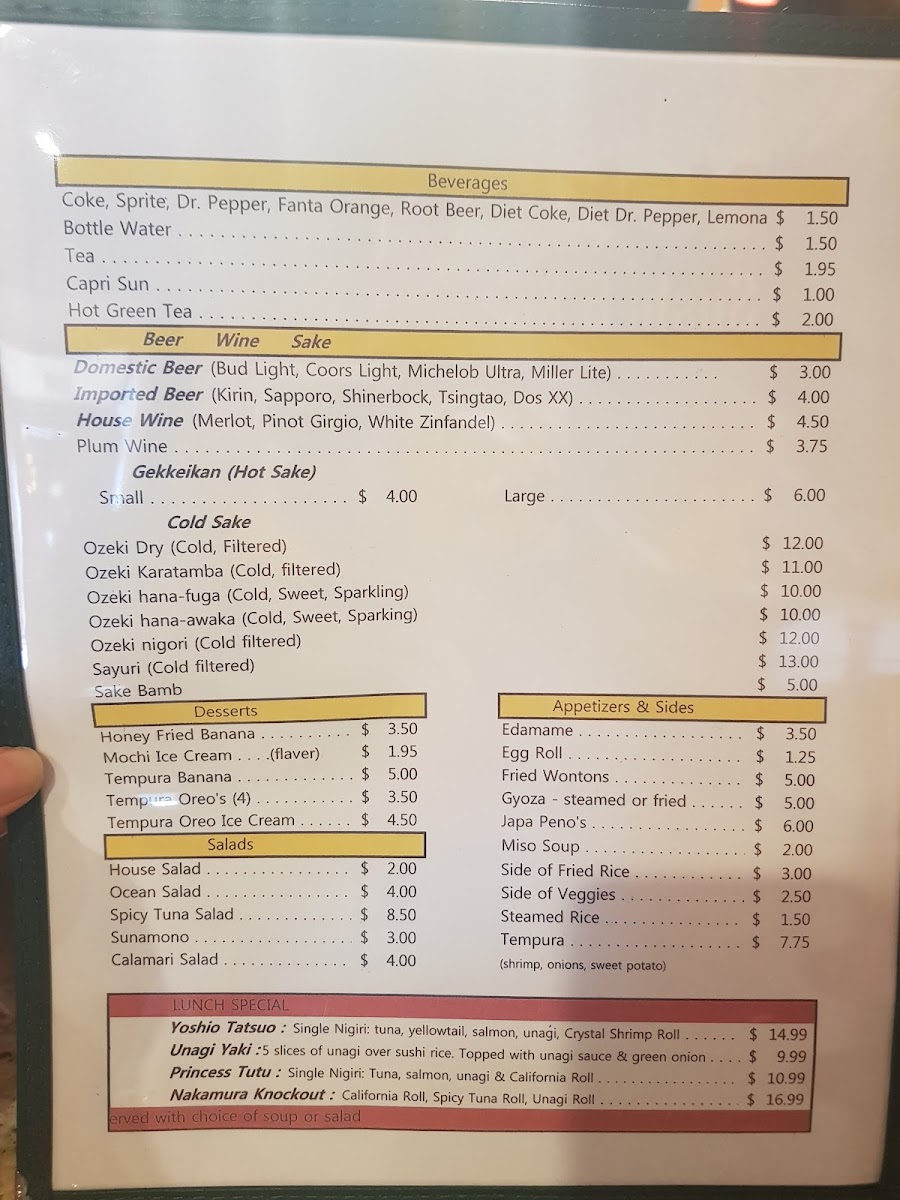 Beverages
Coke, Sprite, Dr. Pepper, Fanta Orange, Root Beer, Diet Coke, Diet Dr. Pepper, Lemona $ 1.50
Bottle Water $ 1.50
Tea $ 1.95
Capri Sun $ 1.00
Hot Green Tea $ 2.00
Beer Wine Sake
Domestic Beer (Bud Light, Coors Light, Michelob Ultra, Miller Lite) $ 3.00
Imported Beer (Kirin, Sapporo, Shinerbock, Tsingtao, Dos XX) $ 4.00
House Wine (Merlot, Pinot Girgio, White Zinfandel) $ 4.50
Plum Wine $ 3.75
Gekkeikan (Hot Sake)
Small $ 4.00 Large $ 6.00
Cold Sake
Ozeki Dry (Cold, Filtered) $ 12.00
Ozeki Karatamba (Cold, filtered) $ 11.00
Ozeki hana-fuga (Cold, Sweet, Sparkling) $ 10.00
Ozeki hana-awaka (Cold, Sweet, Sparking) $ 10.00
Ozeki nigori (Cold filtered) $ 12.00
Sayuri (Cold filtered) $ 13.00
Sake Bamb $ 5.00
Desserts
Honey Fried Banana $ 3.50
Mochi Ice Cream (flaver) $ 1.95
Tempura Banana $ 5.00
Tempura Oreo's (4) $ 3.50
Tempura Oreo Ice Cream $ 4.50
Salads
House Salad $ 2.00
Ocean Salad $ 4.00
Spicy Tuna Salad $ 8.50
Sunamono $ 3.00
Calamari Salad $ 4.00
Appetizers & Sides
Edamame $ 3.50
Egg Roll $ 1.25
Fried Wontons $ 5.00
Gyoza - steamed or fried $ 5.00
Japa Peno's $ 6.00
Miso Soup $ 2.00
Side of Fried Rice $ 3.00
Side of Veggies $ 2.50
Steamed Rice $ 1.50
Tempura $ 7.75
(shrimp, onions, sweet potato)
LUNCH SPECIAL
Yoshio Tatsuo : Single Nigiri: tuna, yellowtail, salmon, unagi, Crystal Shrimp Roll $ 14.99
Unagi Yaki :5 slices of unagi over sushi rice. Topped with unagi sauce & green onion $ 9.99
Princess Tutu : Single Nigiri: Tuna, salmon, unagi & California Roll $ 10.99
Nakamura Knockout : California Roll, Spicy Tuna Roll, Unagi Roll $ 16.99
erved with choice of soup or salad